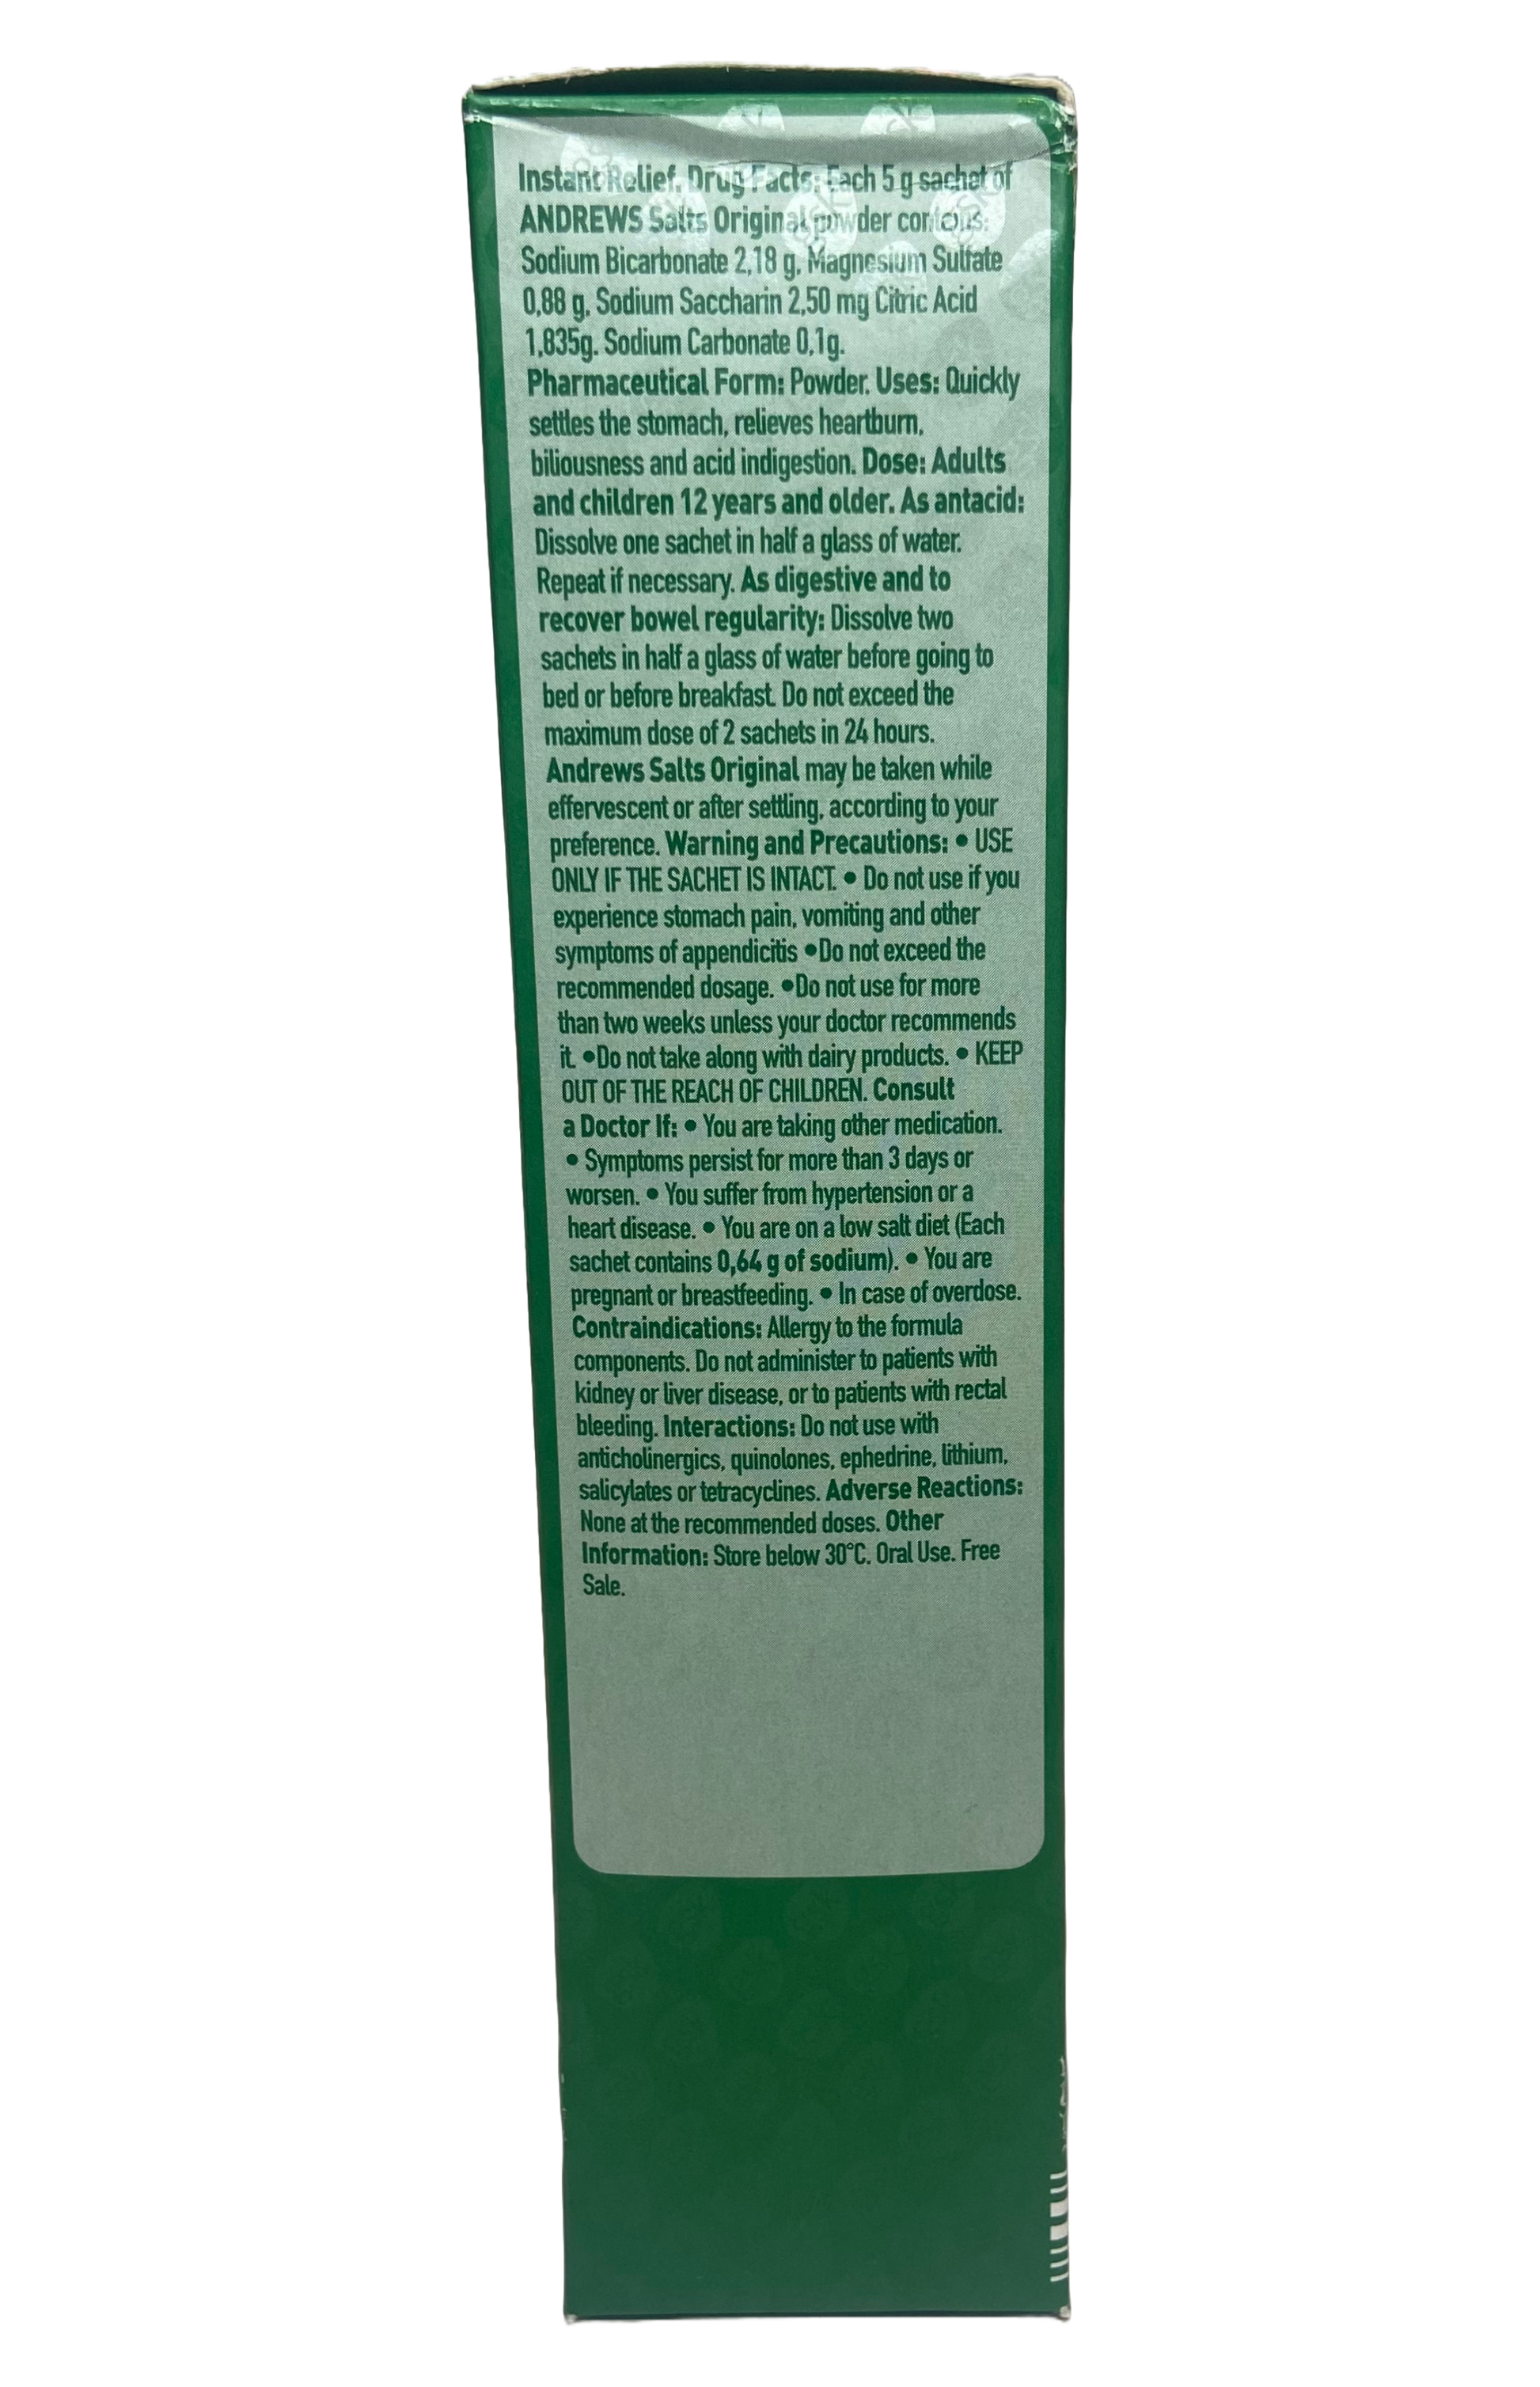 Instant Relief. Drug Facts: Each 5 g sachet of
ANDREWS Salts Original powder contains:
Sodium Bicarbonate 2,18 g, Magnesium Sulfate
0,88 g, Sodium Saccharin 2,50 mg Citric Acid
1,835g. Sodium Carbonate 0,1g.
Pharmaceutical Form: Powder. Uses: Quickly
settles the stomach, relieves heartburn,
biliousness and acid indigestion. Dose: Adults
and children 12 years and older. As antacid:
Dissolve one sachet in half a glass of water.
Repeat if necessary. As digestive and to
recover bowel regularity: Dissolve two
sachets in half a glass of water before going to
bed or before breakfast. Do not exceed the
maximum dose of 2 sachets in 24 hours.
Andrews Salts Original may be taken while
effervescent or after settling, according to your
preference. Warning and Precautions: • USE
ONLY IF THE SACHET IS INTACT. • Do not use if you
experience stomach pain, vomiting and other
symptoms of appendicitis •Do not exceed the
recommended dosage. •Do not use for more
than two weeks unless your doctor recommends
it. •Do not take along with dairy products. • KEEP
OUT OF THE REACH OF CHILDREN. Consult
a Doctor If: • You are taking other medication.
• Symptoms persist for more than 3 days or
worsen. • You suffer from hypertension or a
heart disease. • You are on a low salt diet (Each
sachet contains 0,64 g of sodium). • You are
pregnant or breastfeeding. • In case of overdose.
Contraindications: Allergy to the formula
components. Do not administer to patients with
kidney or liver disease, or to patients with rectal
bleeding. Interactions: Do not use with
anticholinergics, quinolones, ephedrine, lithium,
salicylates or tetracyclines. Adverse Reactions:
None at the recommended doses. Other
Information: Store below 30°C. Oral Use. Free
Sale.